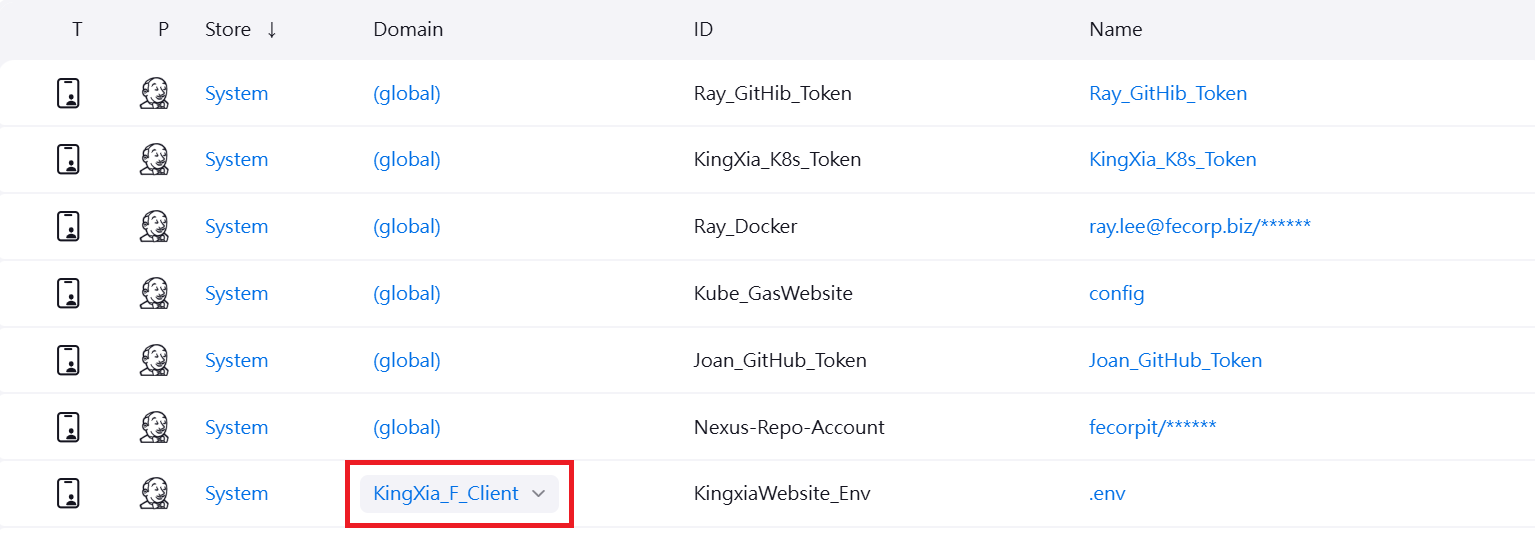 T P Store ↓ Domain ID Name
System (global) Ray_GitHib_Token Ray_GitHib_Token
System (global) KingXia_K8s_Token KingXia_K8s_Token
System (global) Ray_Docker ray.lee@fecorp.biz/******
System (global) Kube_GasWebsite config
System (global) Joan_GitHub_Token Joan_GitHub_Token
System (global) Nexus-Repo-Account fecorpit/******
System KingXia_F_Client KingxiaWebsite_Env .env